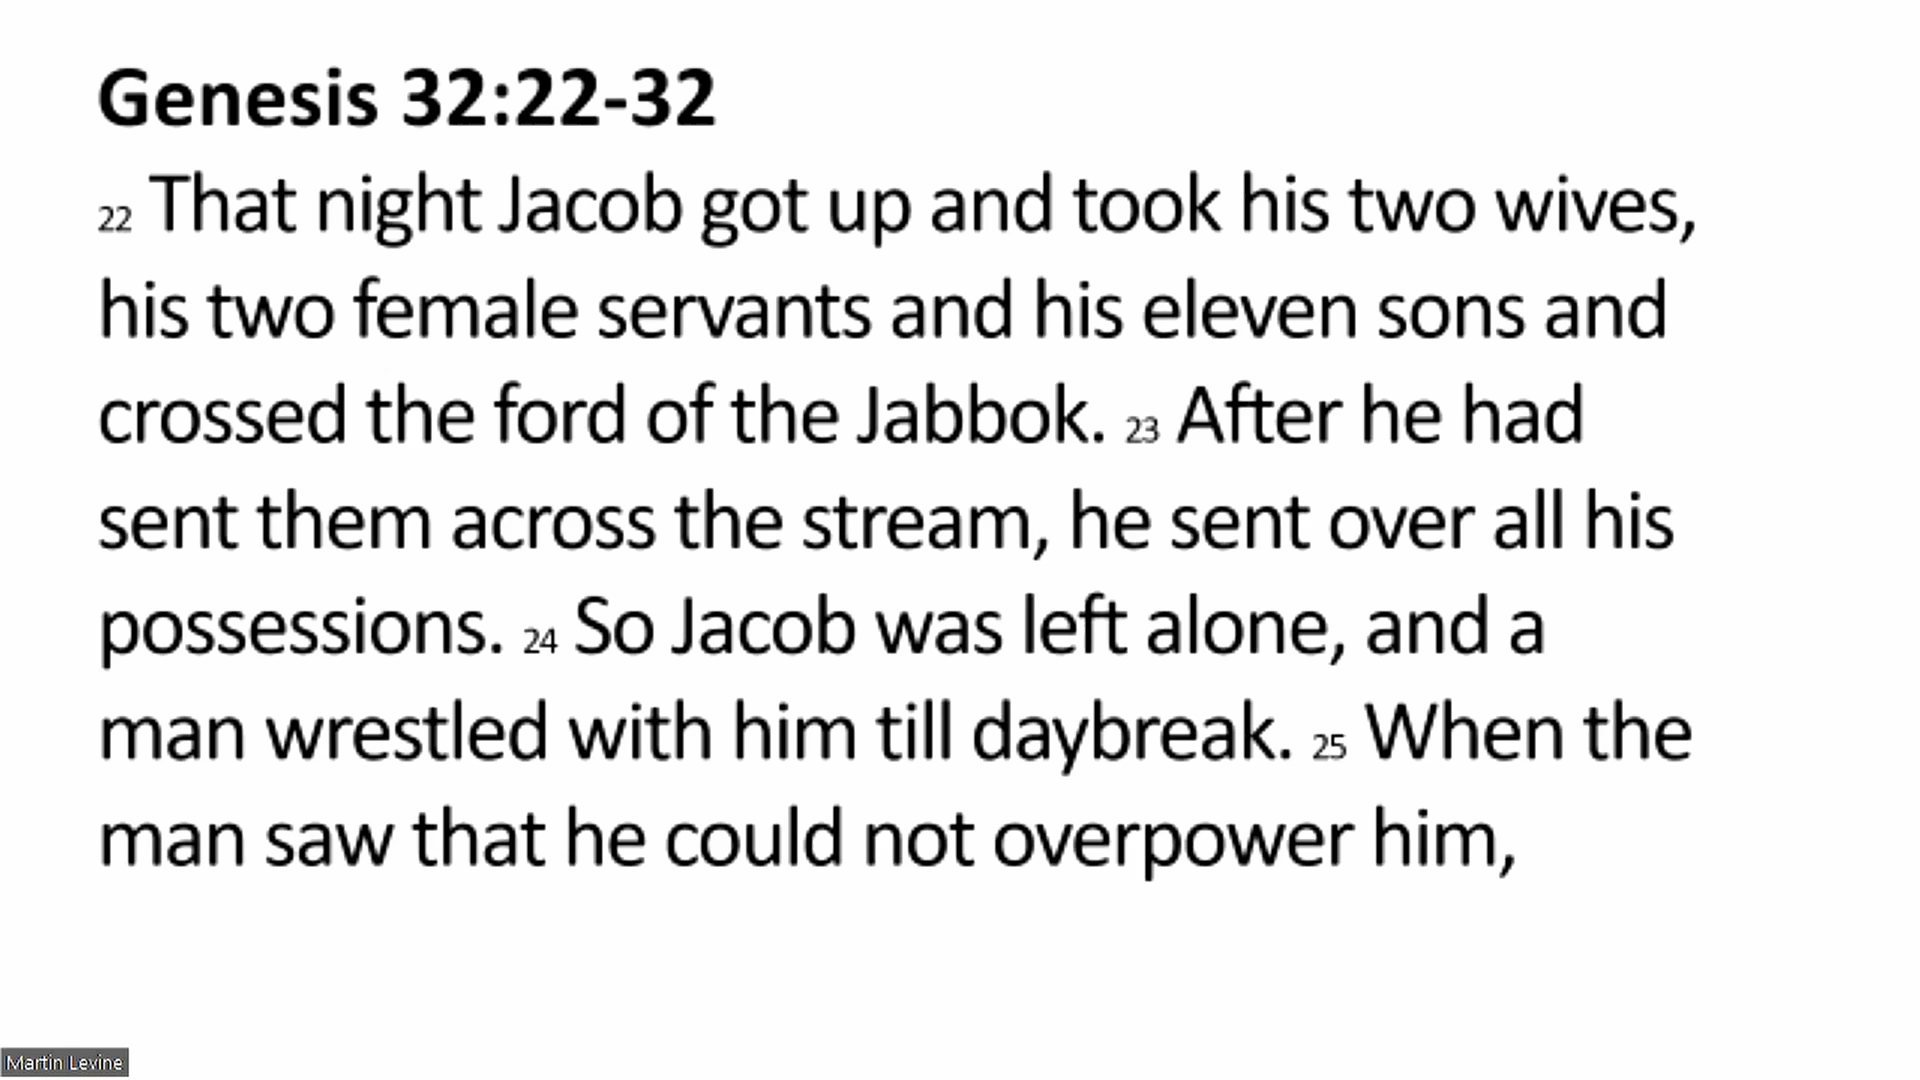 Genesis 32:22-32
22 That night Jacob got up and took his two wives,
his two female servants and his eleven sons and
crossed the ford of the Jabbok. 23 After he had
sent them across the stream, he sent over all his
possessions. 24 So Jacob was left alone, and a
man wrestled with him till daybreak. 25 When the
man saw that he could not overpower him,
Martin Levine